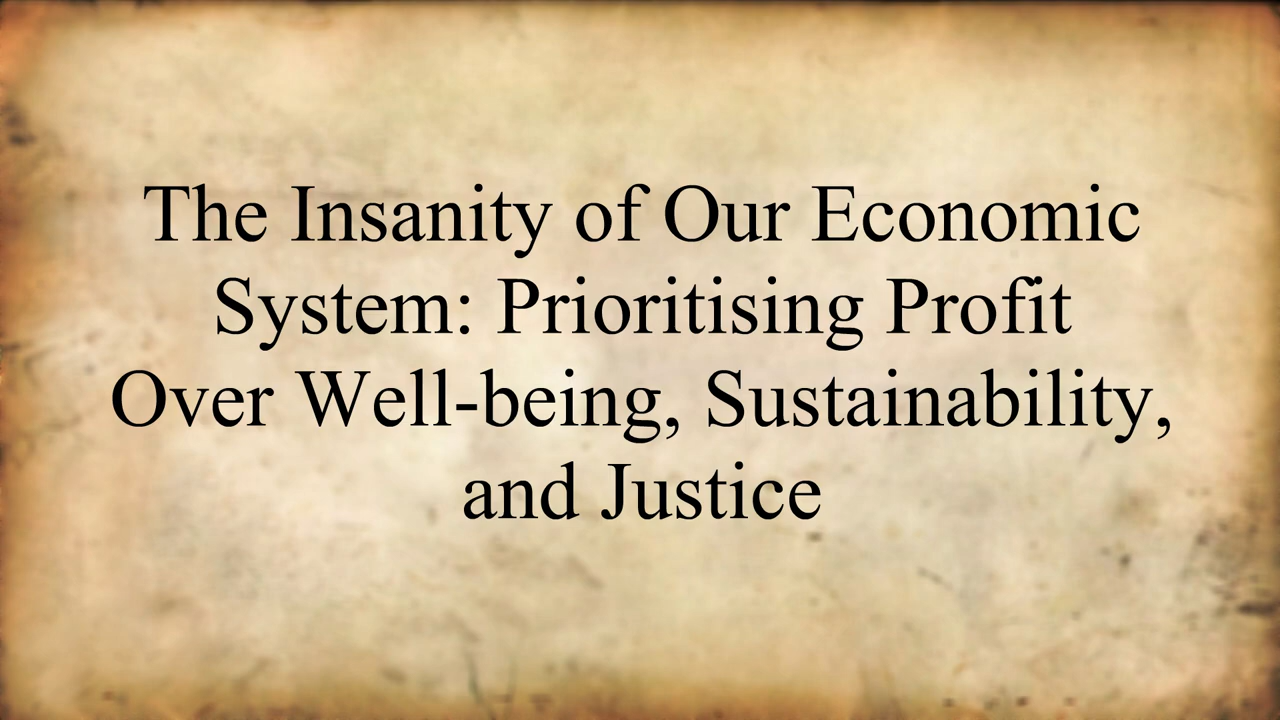 The Insanity of Our Economic
System: Prioritising Profit
Over Well-being, Sustainability,
and Justice